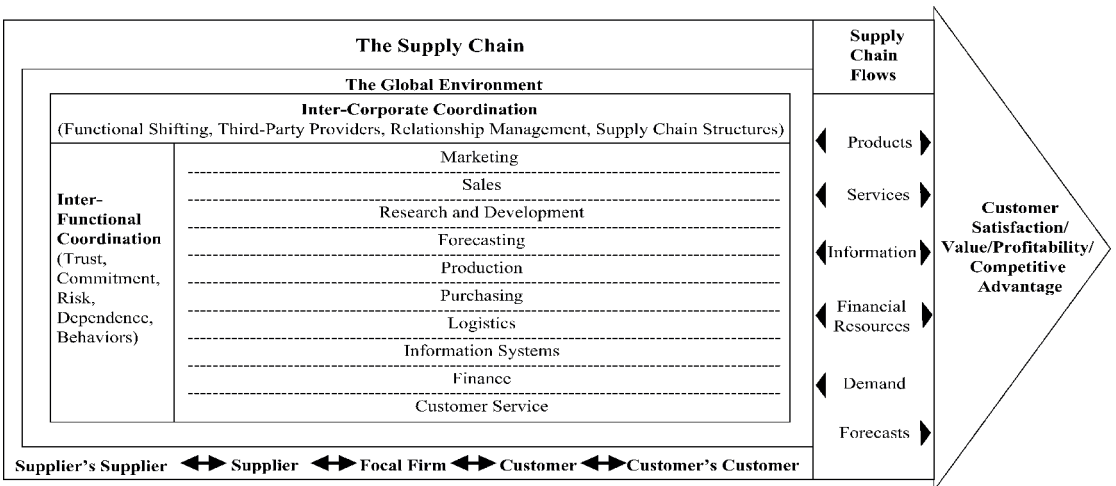 The Supply Chain
The Global Environment
Inter-Corporate Coordination
(Functional Shifting, Third-Party Providers, Relationship Management, Supply Chain Structures)
Inter-
Functional
Coordination
(Trust,
Commitment,
Risk,
Dependence,
Behaviors)
Marketing
Sales
Research and Development
Forecasting
Production
Purchasing
Logistics
Information Systems
Finance
Customer Service
Supplier's Supplier
Supplier
Focal Firm
Customer
Customer's Customer
Supply
Chain
Flows
Products
Services
Information
Financial
Resources
Demand
Forecasts
Customer
Satisfaction/
Value/Profitability/
Competitive
Advantage